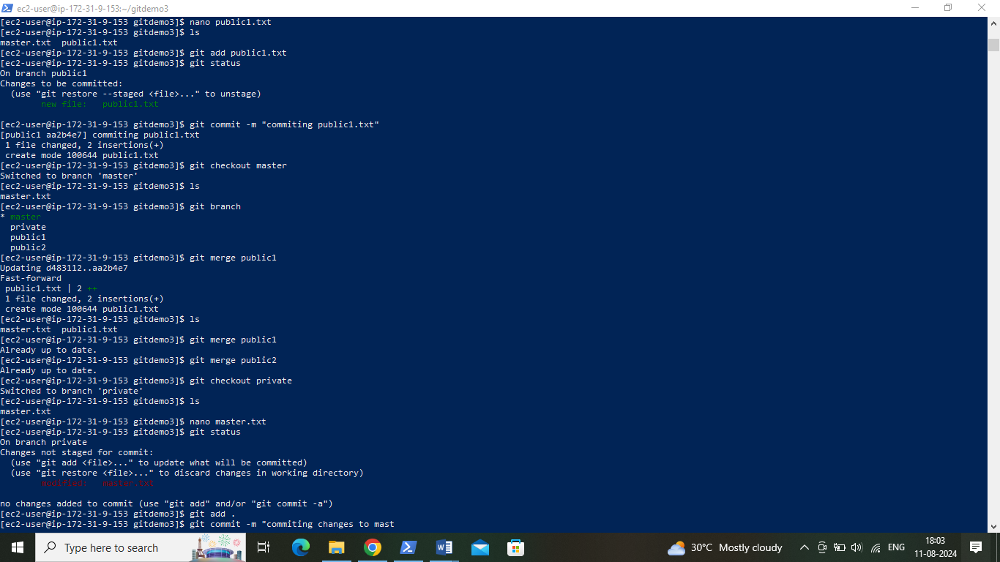 ec2-user@ip-172-31-9-153:~/gitdemo3
[ec2-user@ip-172-31-9-153 gitdemo3]$ nano public1.txt
[ec2-user@ip-172-31-9-153 gitdemo3]$ ls
master.txt  public1.txt
[ec2-user@ip-172-31-9-153 gitdemo3]$ git add public1.txt
[ec2-user@ip-172-31-9-153 gitdemo3]$ git status
On branch public1
Changes to be committed:
  (use "git restore --staged <file>..." to unstage)
        new file:   public1.txt
[ec2-user@ip-172-31-9-153 gitdemo3]$ git commit -m "commiting public1.txt"
[public1 aa2b4e7] commiting public1.txt
 1 file changed, 2 insertions(+)
 create mode 100644 public1.txt
[ec2-user@ip-172-31-9-153 gitdemo3]$ git checkout master
Switched to branch 'master'
[ec2-user@ip-172-31-9-153 gitdemo3]$ ls
master.txt
[ec2-user@ip-172-31-9-153 gitdemo3]$ git branch
* master
  private
  public1
  public2
[ec2-user@ip-172-31-9-153 gitdemo3]$ git merge public1
Updating d483112..aa2b4e7
Fast-forward
 public1.txt | 2 ++
 1 file changed, 2 insertions(+)
 create mode 100644 public1.txt
[ec2-user@ip-172-31-9-153 gitdemo3]$ ls
master.txt  public1.txt
[ec2-user@ip-172-31-9-153 gitdemo3]$ git merge public1
Already up to date.
[ec2-user@ip-172-31-9-153 gitdemo3]$ git merge public2
Already up to date.
[ec2-user@ip-172-31-9-153 gitdemo3]$ git checkout private
Switched to branch 'private'
[ec2-user@ip-172-31-9-153 gitdemo3]$ ls
master.txt
[ec2-user@ip-172-31-9-153 gitdemo3]$ nano master.txt
[ec2-user@ip-172-31-9-153 gitdemo3]$ git status
On branch private
Changes not staged for commit:
  (use "git add <file>..." to update what will be committed)
  (use "git restore <file>..." to discard changes in working directory)
        modified:   master.txt
no changes added to commit (use "git add" and/or "git commit -a")
[ec2-user@ip-172-31-9-153 gitdemo3]$ git add .
[ec2-user@ip-172-31-9-153 gitdemo3]$ git commit -m "commiting changes to mast
Type here to search
30°C Mostly cloudy
ENG
18:03
11-08-2024